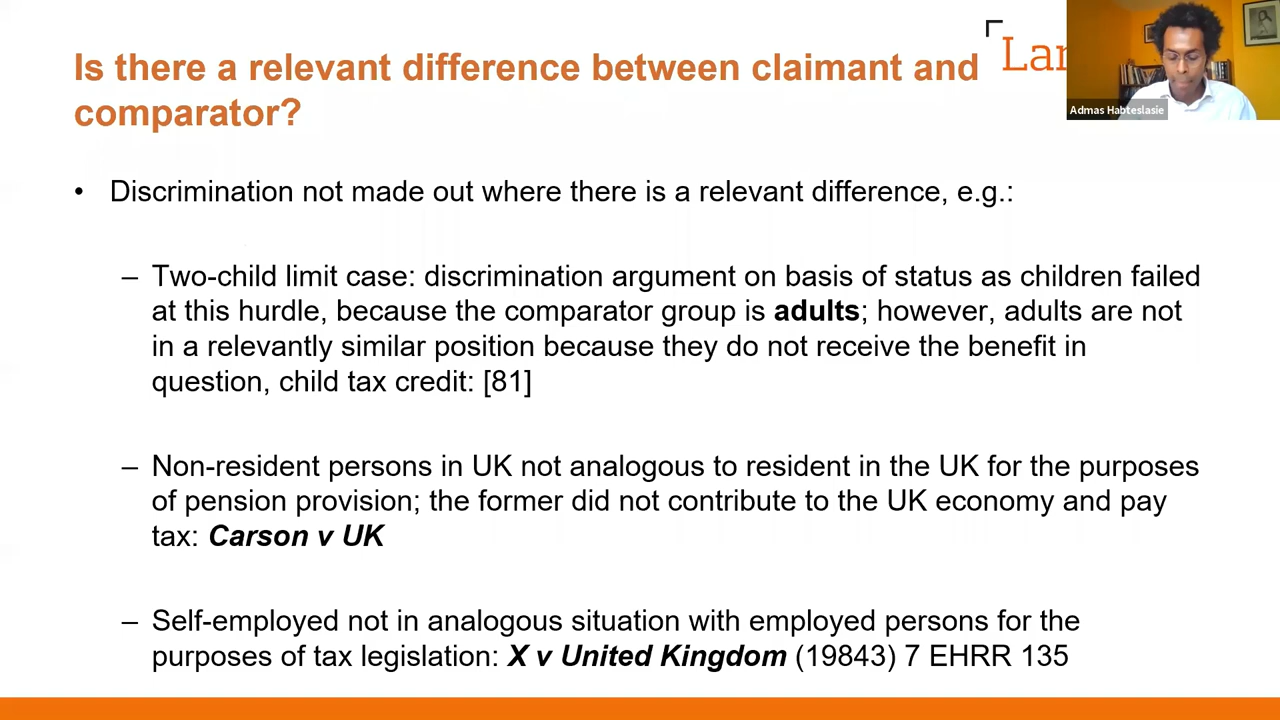 Is there a relevant difference between claimant and
comparator?
Lan
Admas Habteslasie
• Discrimination not made out where there is a relevant difference, e.g.:
– Two-child limit case: discrimination argument on basis of status as children failed
at this hurdle, because the comparator group is adults; however, adults are not
in a relevantly similar position because they do not receive the benefit in
question, child tax credit: [81]
– Non-resident persons in UK not analogous to resident in the UK for the purposes
of pension provision; the former did not contribute to the UK economy and pay
tax: Carson v UK
– Self-employed not in analogous situation with employed persons for the
purposes of tax legislation: X v United Kingdom (19843) 7 EHRR 135